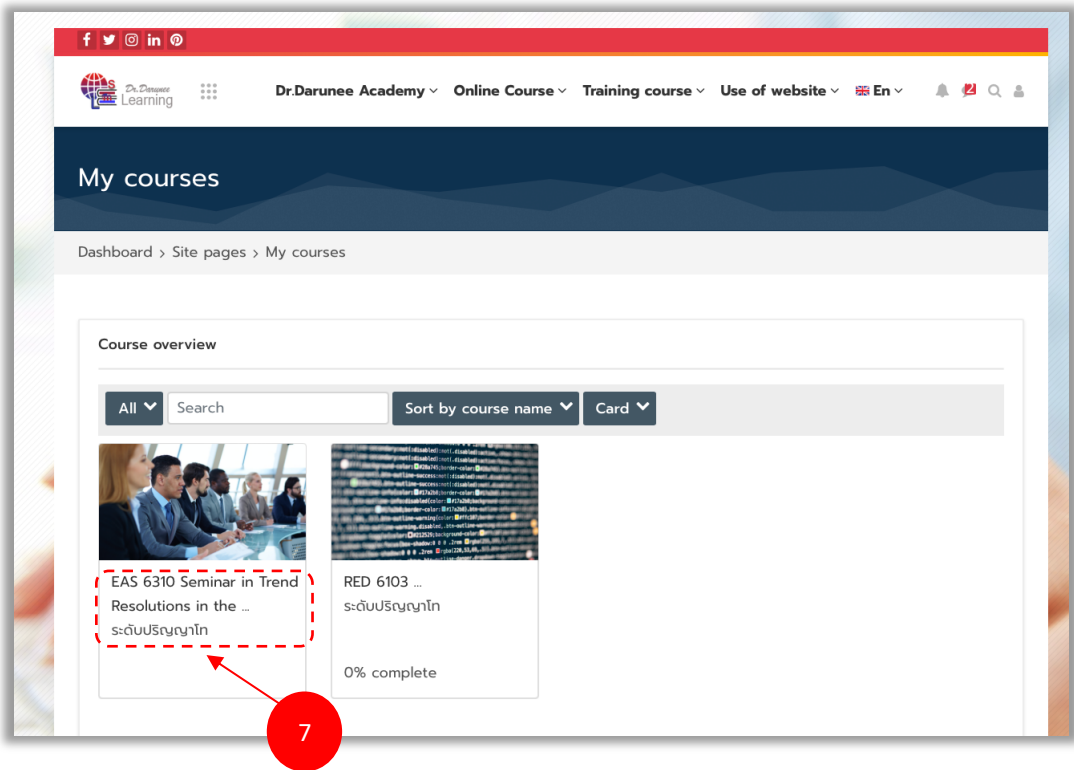 Dr.Darunee
Learning
Dr.Darunee Academy
Online Course
Training course
Use of website
En
2
My courses
Dashboard > Site pages > My courses
Course overview
All
Search
Sort by course name
Card
EAS 6310 Seminar in Trend
Resolutions in the ...
ระดับปริญญาโท
RED 6103 ...
ระดับปริญญาโท
0% complete
7